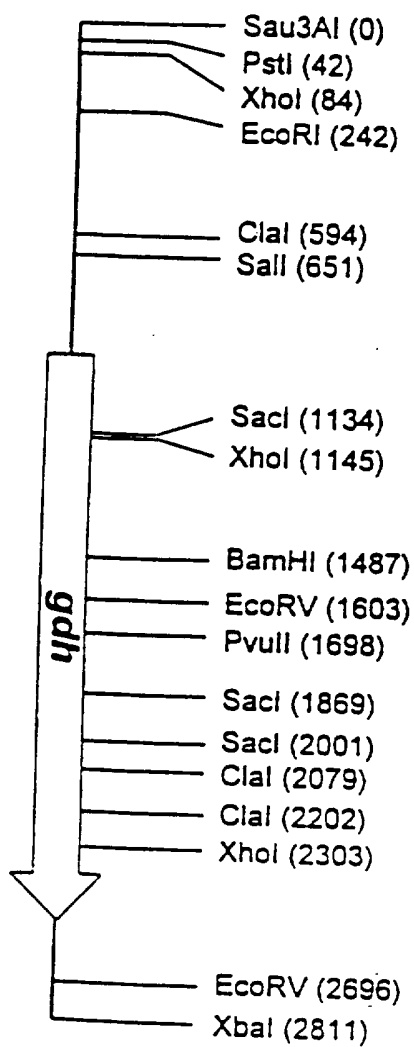 Sau3AI (0)
PstI (42)
XhoI (84)
EcoRI (242)
ClaI (594)
SalI (651)
SacI (1134)
XhoI (1145)
BamHI (1487)
gdh
EcoRV (1603)
PvuII (1698)
SacI (1869)
SacI (2001)
ClaI (2079)
ClaI (2202)
XhoI (2303)
EcoRV (2696)
XbaI (2811)